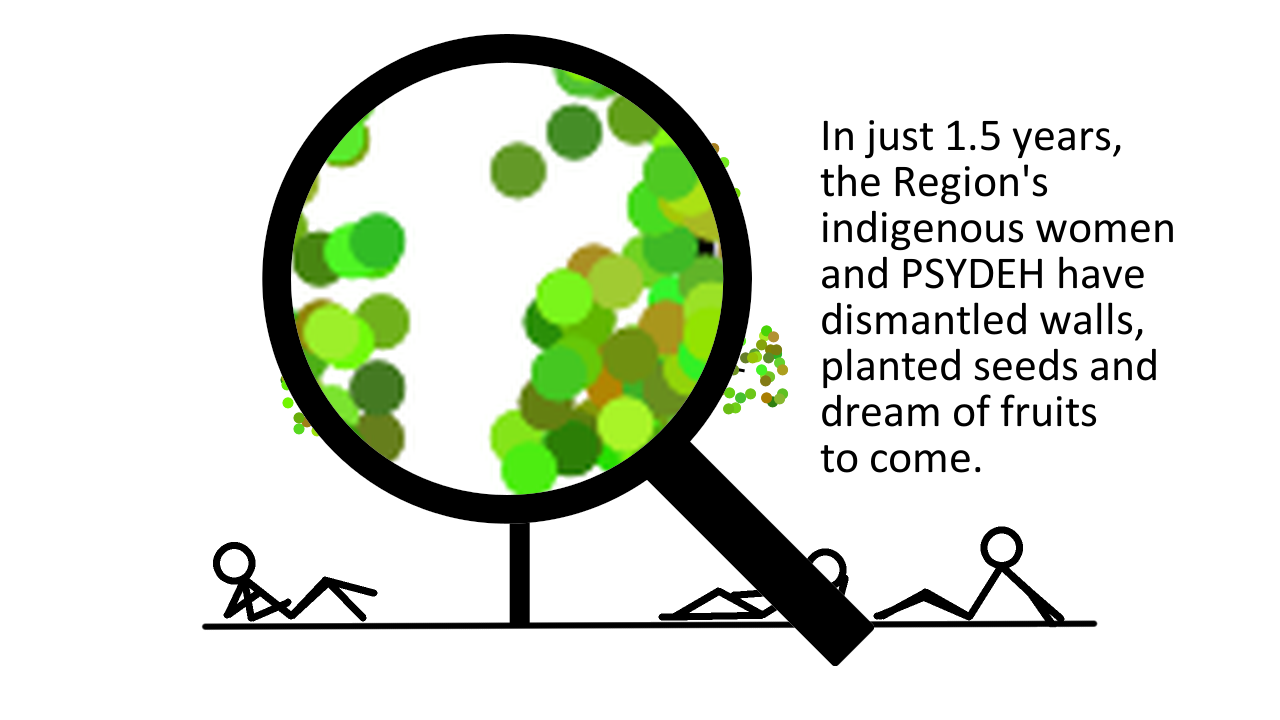 In just 1.5 years,
the Region's
indigenous women
and PSYDEH have
dismantled walls,
planted seeds and
dream of fruits
to come.